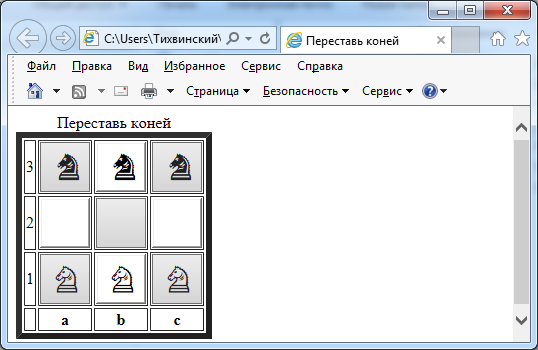 C:\Users\Тихвинский\
Переставь коней
Файл Правка Вид Избранное Сервис Справка
Страница Безопасность Сервис
Переставь коней
3
2
1
a b c